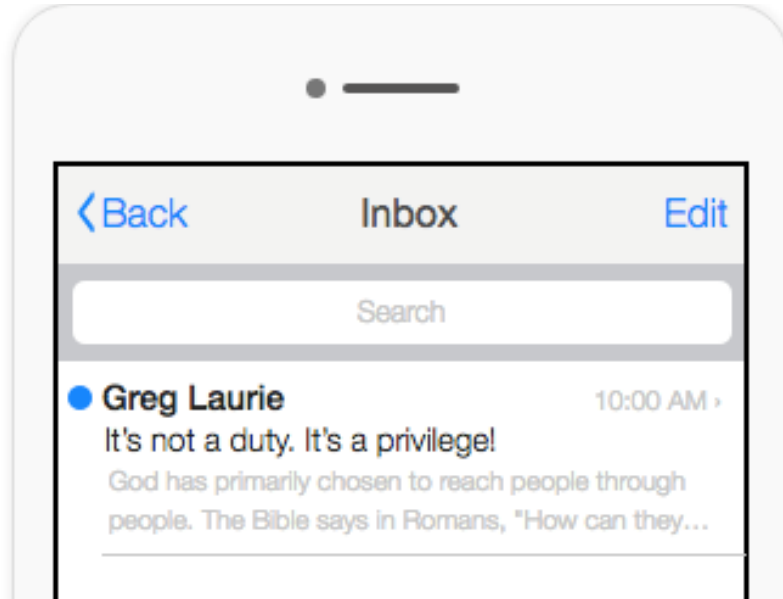 Back Inbox Edit
Search
Greg Laurie 10:00 AM
It's not a duty. It's a privilege!
God has primarily chosen to reach people through
people. The Bible says in Romans, "How can they...